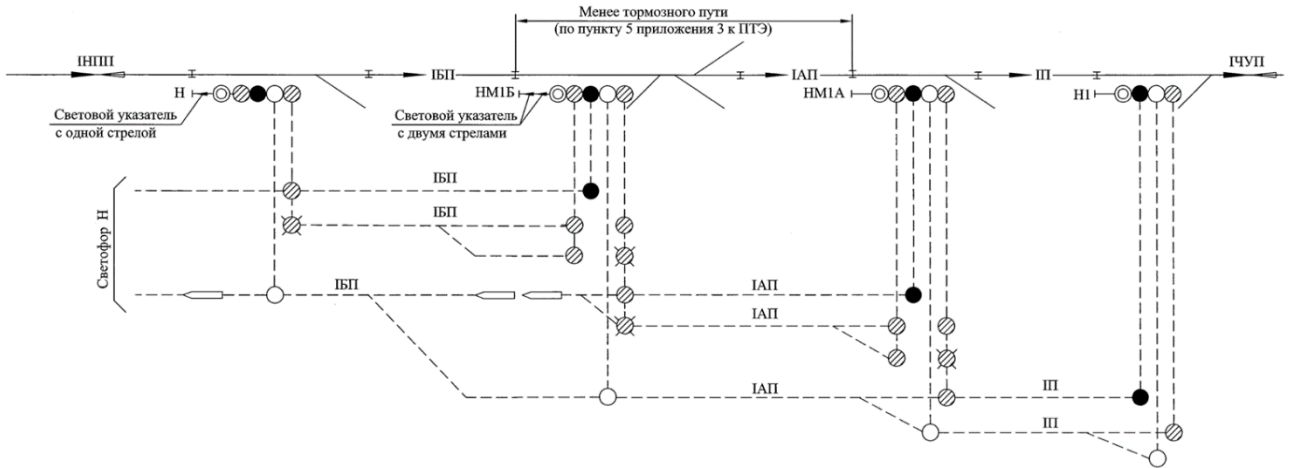 Менее тормозного пути
(по пункту 5 приложения 3 к ПТЭ)
IНПП
IБП
IАП
IП
IЧУП
Н
НМ1Б
НМ1А
Н1
Световой указатель
с одной стрелой
Световой указатель
с двумя стрелами
Светофор Н
IБП
IБП
IБП
IАП
IАП
IАП
IП
IП